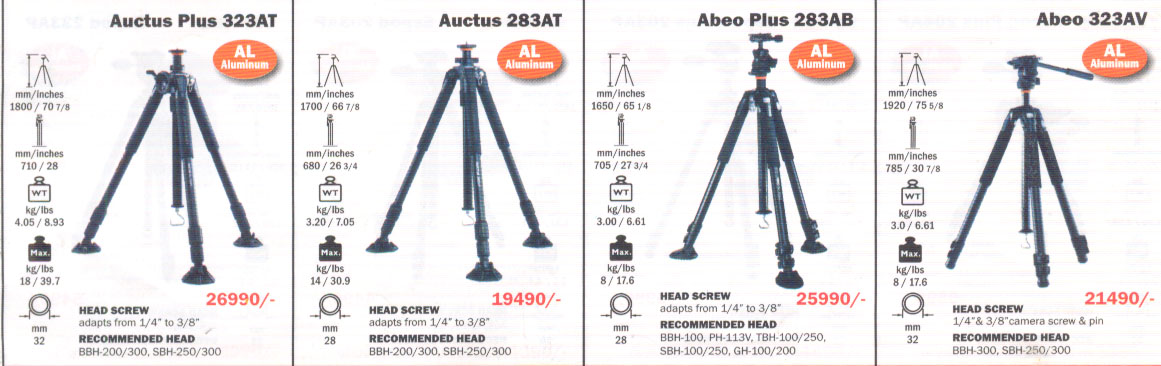 Auctus Plus 323AT
AL
Aluminum
mm/inches
1800 / 70 7/8
mm/inches
710 / 28
WT
kg/lbs
4.05 / 8.93
Max.
kg/lbs
18 / 39.7
mm
32
26990/-
HEAD SCREW
adapts from 1/4" to 3/8"
RECOMMENDED HEAD
BBH-200/300, SBH-250/300
Auctus 283AT
AL
Aluminum
mm/inches
1700 / 66 7/8
mm/inches
680 / 26 3/4
WT
kg/lbs
3.20 / 7.05
Max.
kg/lbs
14 / 30.9
mm
28
19490/-
HEAD SCREW
adapts from 1/4" to 3/8"
RECOMMENDED HEAD
BBH-200/300, SBH-250/300
Abeo Plus 283AB
AL
Aluminum
mm/inches
1650 / 65 1/8
mm/inches
705 / 27 3/4
WT
kg/lbs
3.00 / 6.61
Max.
kg/lbs
8 / 17.6
mm
28
25990/-
HEAD SCREW
adapts from 1/4" to 3/8"
RECOMMENDED HEAD
BBH-100, PH-113V, TBH-100/250,
SBH-100/250, GH-100/200
Abeo 323AV
AL
Aluminum
mm/inches
1920 / 75 5/8
mm/inches
785 / 30 7/8
WT
kg/lbs
3.0 / 6.61
Max.
kg/lbs
8 / 17.6
mm
32
21490/-
HEAD SCREW
1/4"& 3/8"camera screw & pin
RECOMMENDED HEAD
BBH-300, SBH-250/300